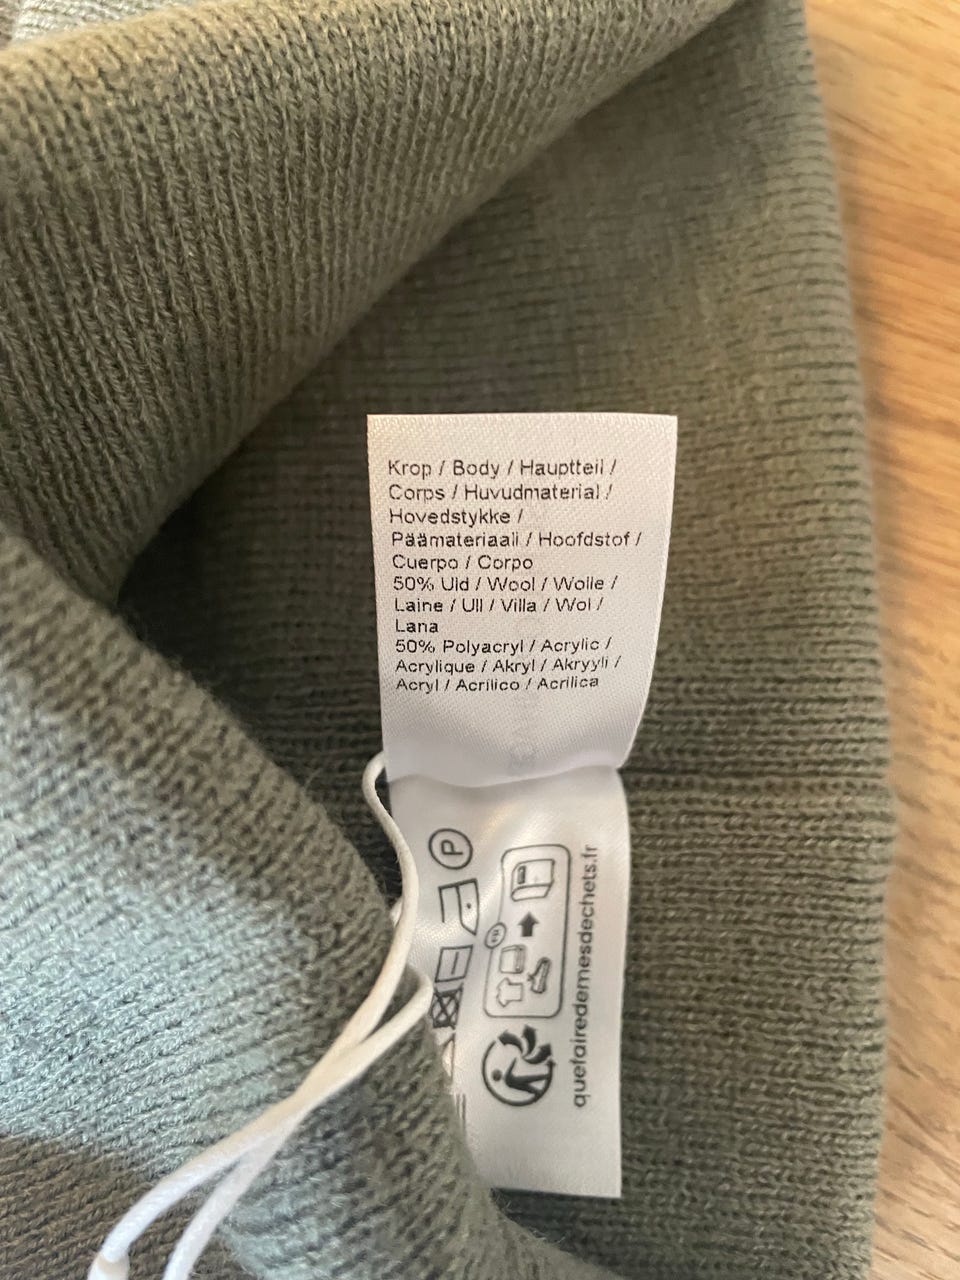 Krop / Body / Hauptteil /
Corps / Huvudmaterial /
Hovedstykke /
Päämateriaali / Hoofdstof /
Cuerpo / Corpo
50% Uld / Wool / Wolle /
Laine / Ull / Villa / Wol /
Lana
50% Polyacryl / Acrylic /
Acrylique / Akryl / Akryyli /
Acryl / Acrílico / Acrilica
P
quefairedemesdechets.fr